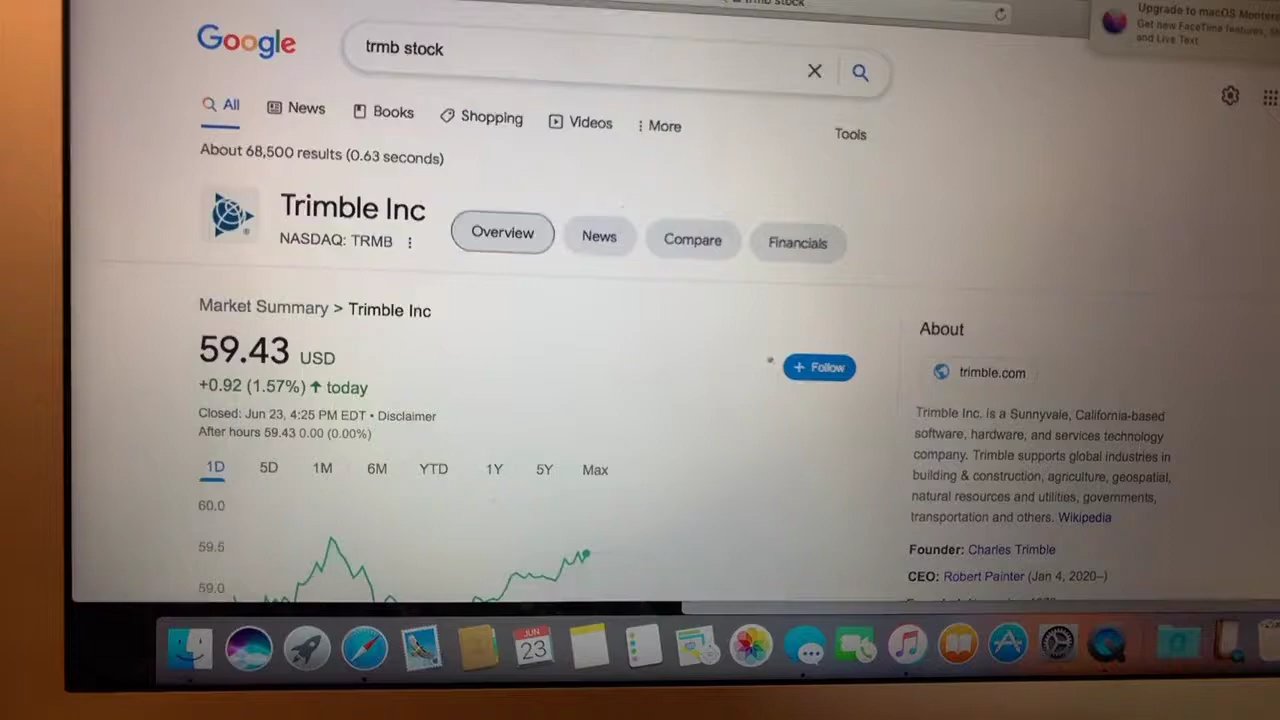 trmb stock
Upgrade to macOS
Get new FaceTime features,
and Live Text
Google
trmb stock
All
News
Books
Shopping
Videos
More
Tools
About 68,500 results (0.63 seconds)
Trimble Inc
NASDAQ: TRMB
Overview
News
Compare
Financials
Market Summary > Trimble Inc
59.43 USD
+0.92 (1.57%) ↑ today
Closed: Jun 23, 4:25 PM EDT • Disclaimer
After hours 59.43 0.00 (0.00%)
+ Follow
1D 5D 1M 6M YTD 1Y 5Y Max
60.0
59.5
59.0
About
trimble.com
Trimble Inc. is a Sunnyvale, California-based
software, hardware, and services technology
company. Trimble supports global industries in
building & construction, agriculture, geospatial,
natural resources and utilities, governments,
transportation and others. Wikipedia
Founder: Charles Trimble
CEO: Robert Painter (Jan 4, 2020–)
JUN
23